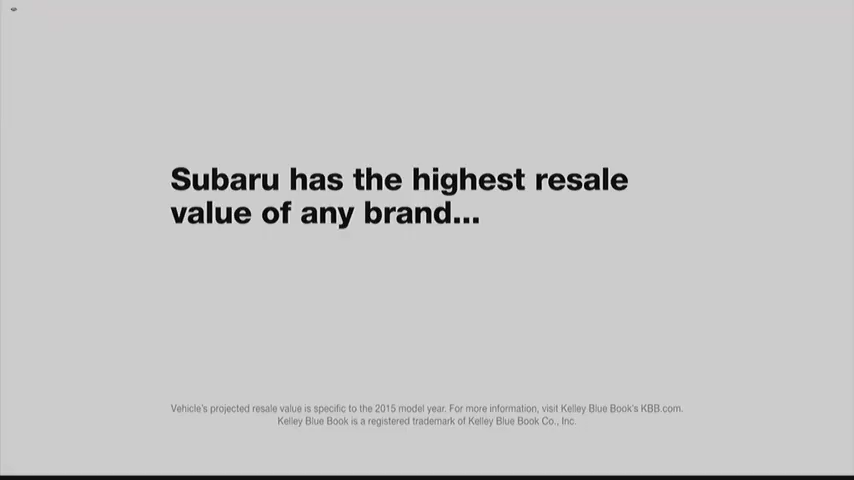 Subaru has the highest resale
value of any brand...
Vehicle's projected resale value is specific to the 2015 model year. For more information, visit Kelley Blue Book's KBB.com.
Kelley Blue Book is a registered trademark of Kelley Blue Book Co., Inc.